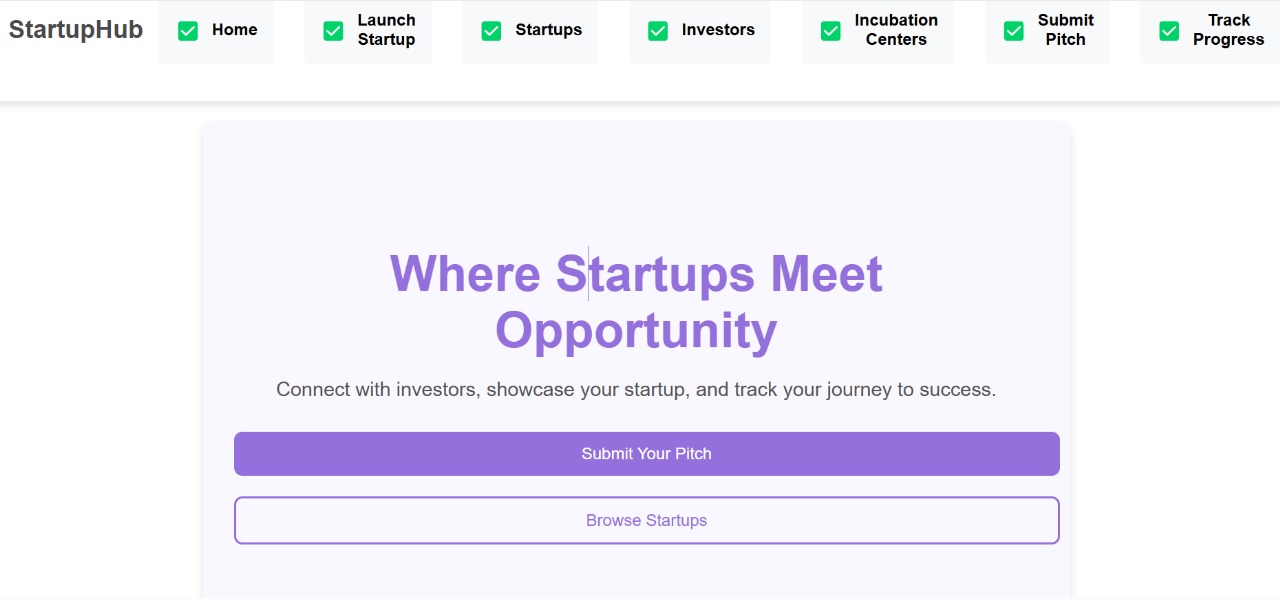 StartupHub
Home
Launch
Startup
Startups
Investors
Incubation
Centers
Submit
Pitch
Track
Progress
Where Startups Meet
Opportunity
Connect with investors, showcase your startup, and track your journey to success.
Submit Your Pitch
Browse Startups